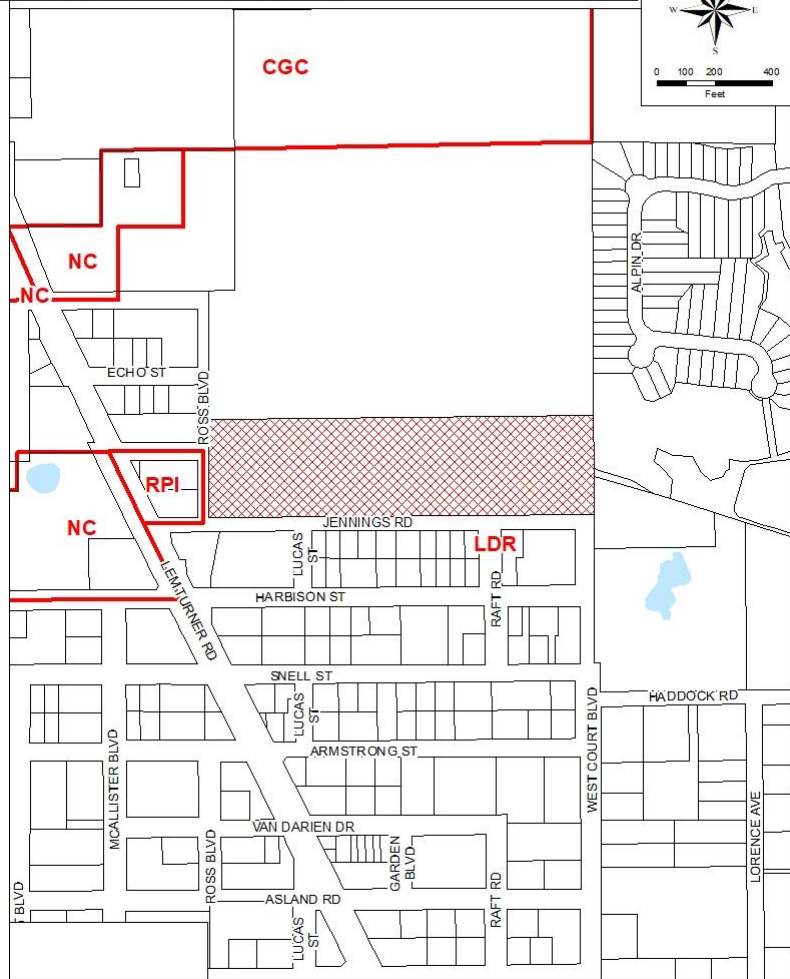 W
E
S
0 100 200 400
Feet
CGC
NC
NC
ALPIN DR
ECHO ST
ROSS BLVD
RPI
NC
JENNINGS RD
LUCAS
ST
LDR
RAFT RD
LEM TURNER RD
HARBISON ST
SNELL ST
LUCAS
ST
HADDOCK RD
WEST COURT BLVD
MCALLISTER BLVD
ARMSTRONG ST
VAN DARIEN DR
GARDEN
BLVD
LORENCE AVE
ROSS BLVD
RAFT RD
BLVD
ASLAND RD
LUCAS
ST